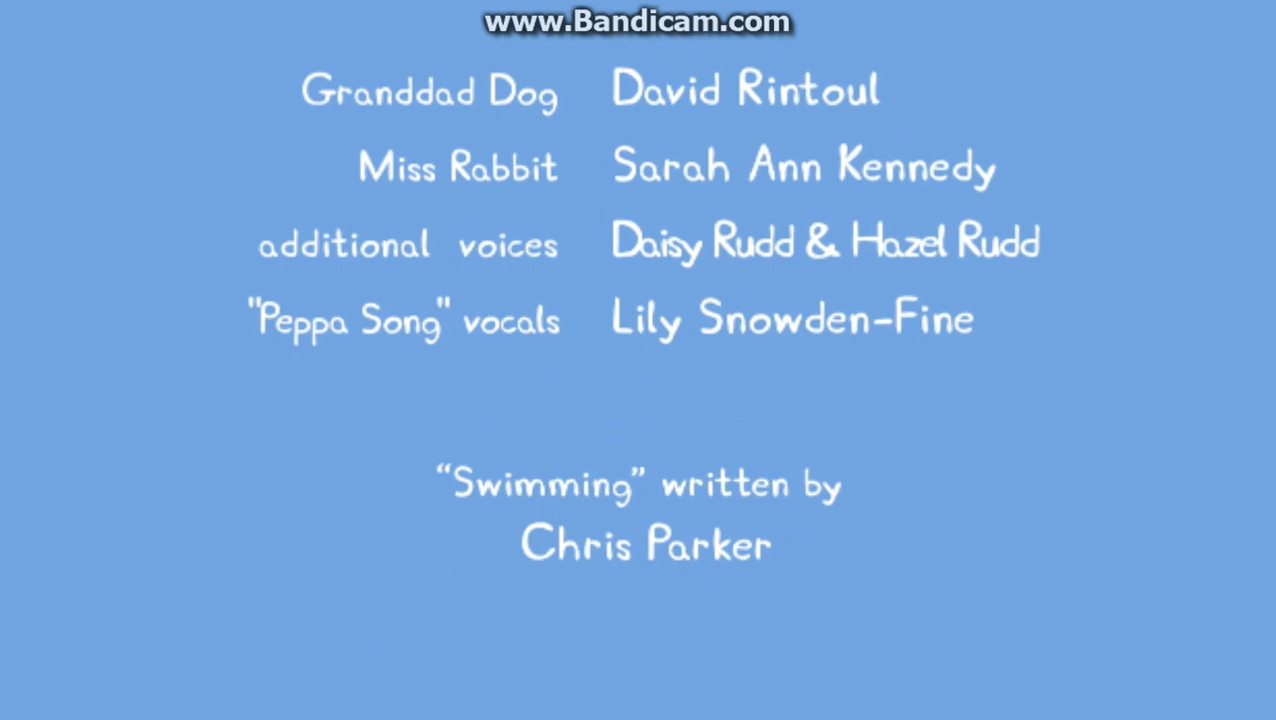 www.Bandicam.com
Granddad Dog David Rintoul
Miss Rabbit Sarah Ann Kennedy
additional voices Daisy Rudd & Hazel Rudd
"Peppa Song" vocals Lily Snowden-Fine
“Swimming” written by
Chris Parker